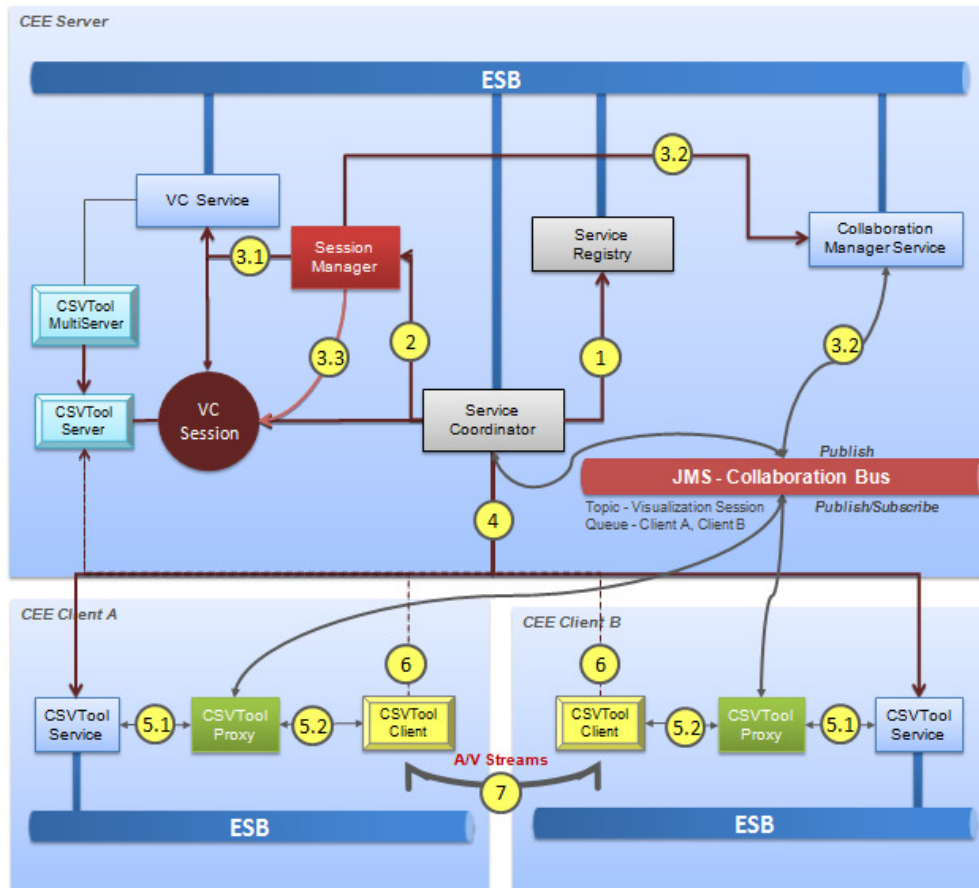 CEE Server
ESB
3.2
VC Service
Session
Manager
Service
Registry
Collaboration
Manager Service
3.1
CSVTool
MultiServer
3.3
2
1
3.2
CSVTool
Server
VC
Session
Service
Coordinator
Publish
JMS - Collaboration Bus
Topic - Visualization Session
Queue - Client A, Client B
Publish/Subscribe
4
CEE Client A
CEE Client B
6
6
CSVTool
Service
5.1
CSVTool
Proxy
5.2
CSVTool
Client
CSVTool
Client
5.2
CSVTool
Proxy
5.1
CSVTool
Service
A/V Streams
7
ESB
ESB